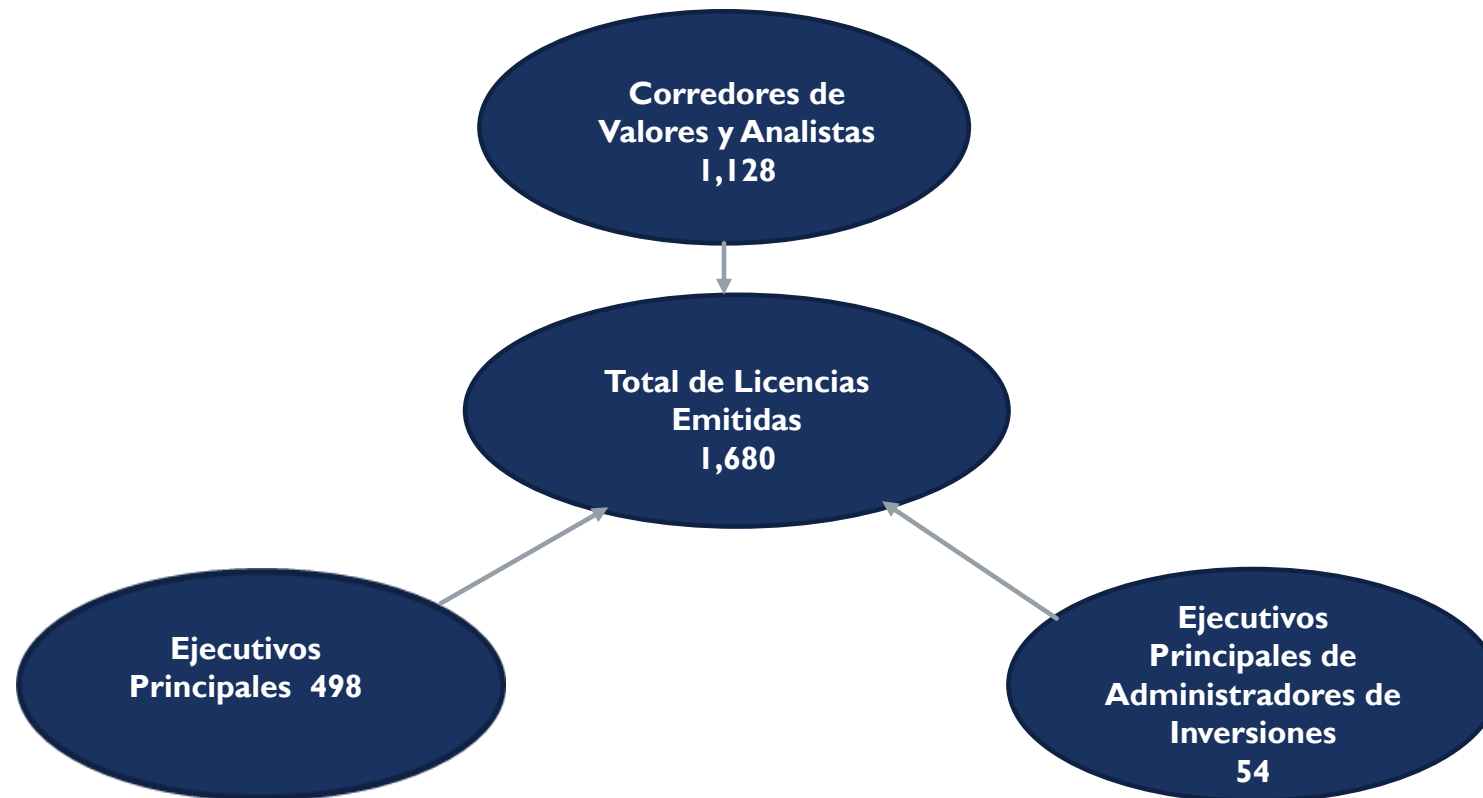 Corredores de
Valores y Analistas
1,128
Total de Licencias
Emitidas
1,680
Ejecutivos
Principales 498
Ejecutivos
Principales de
Administradores de
Inversiones
54